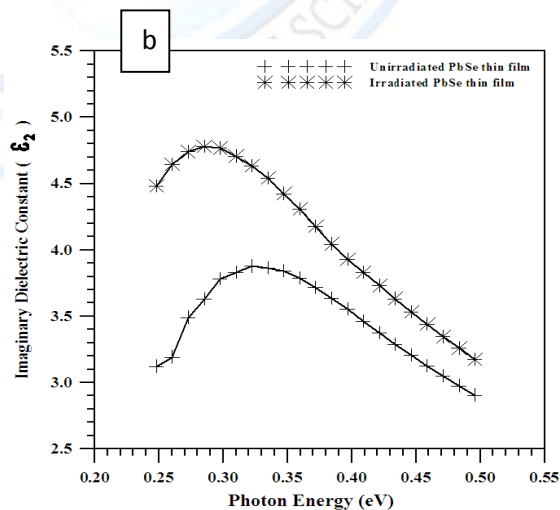 b
Unirradiated PbSe thin film
Irradiated PbSe thin film
Imaginary Dielectric Constant ( ε₂ )
5.5
5.0
4.5
4.0
3.5
3.0
2.5
0.20 0.25 0.30 0.35 0.40 0.45 0.50 0.55
Photon Energy (eV)